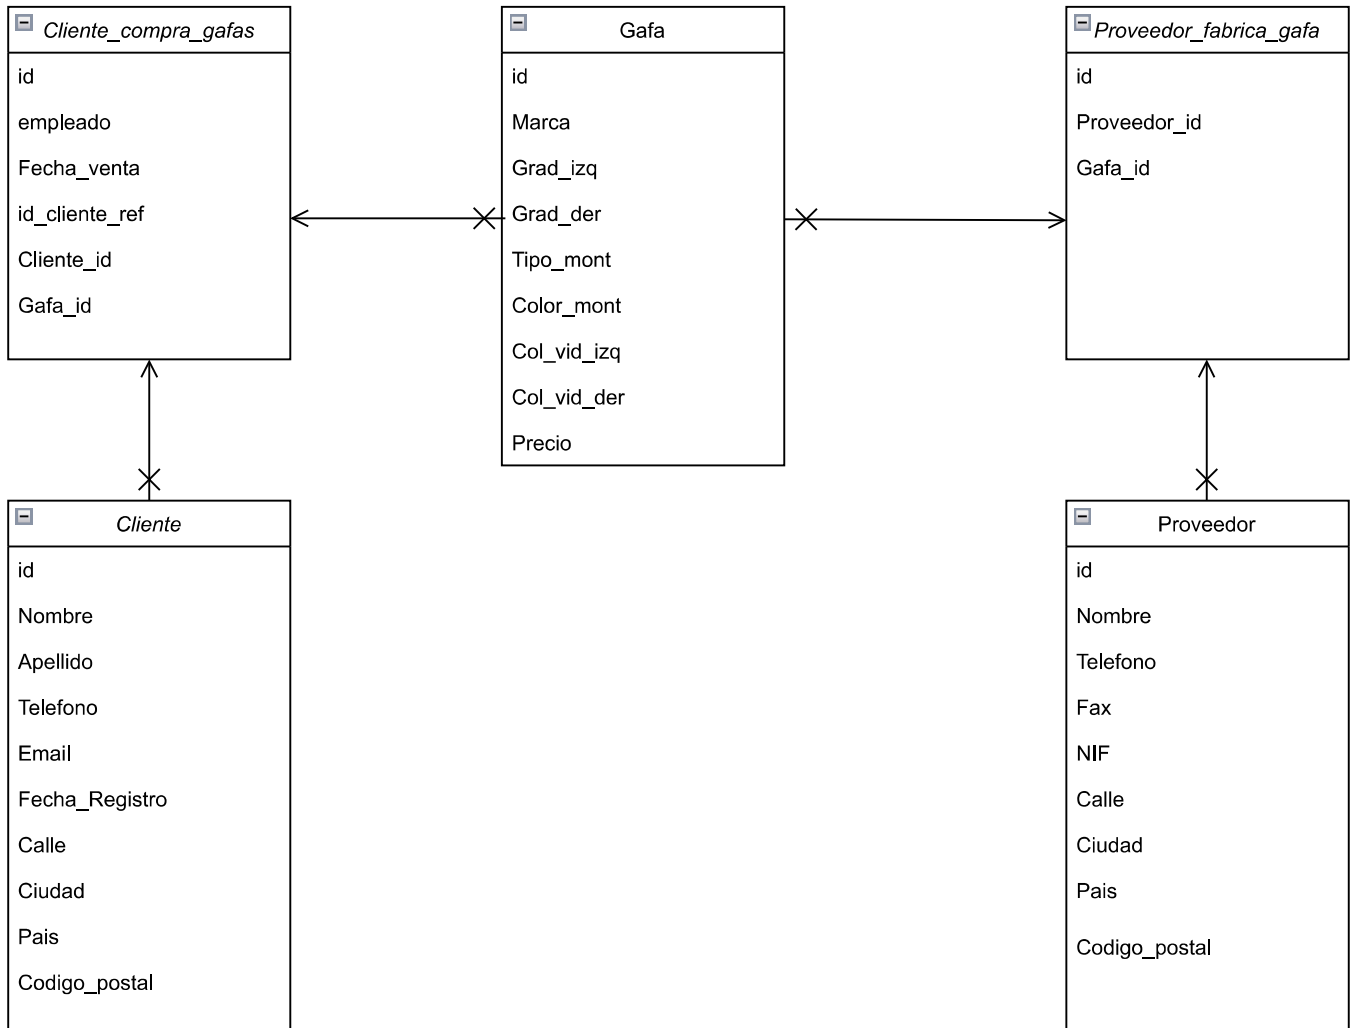 Cliente_compra_gafas
id
empleado
Fecha_venta
id_cliente_ref
Cliente_id
Gafa_id
Gafa
id
Marca
Grad_izq
Grad_der
Tipo_mont
Color_mont
Col_vid_izq
Col_vid_der
Precio
Proveedor_fabrica_gafa
id
Proveedor_id
Gafa_id
Cliente
id
Nombre
Apellido
Telefono
Email
Fecha_Registro
Calle
Ciudad
Pais
Codigo_postal
Proveedor
id
Nombre
Telefono
Fax
NIF
Calle
Ciudad
Pais
Codigo_postal